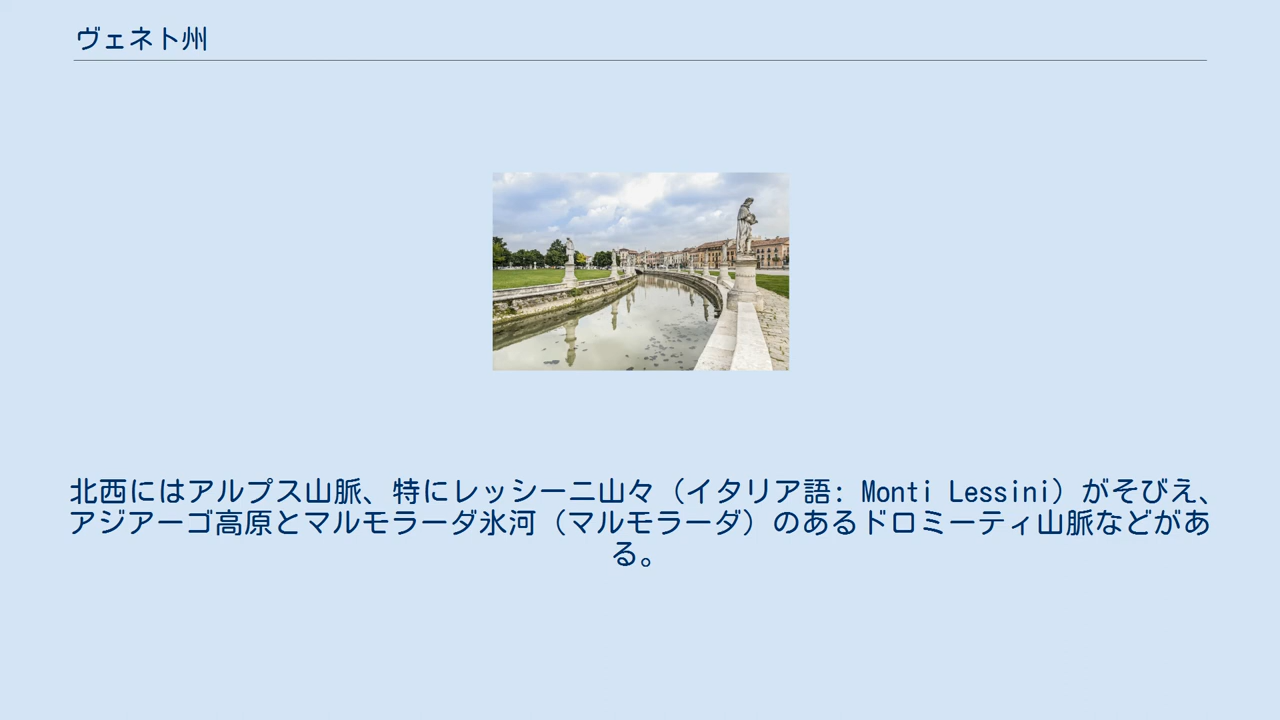 ヴェネト州
北西にはアルプス山脈、特にレッシーニ山々（イタリア語: Monti Lessini）がそびえ、
アジアーゴ高原とマルモラーダ氷河（マルモラーダ）のあるドロミーティ山脈などがあ
る。